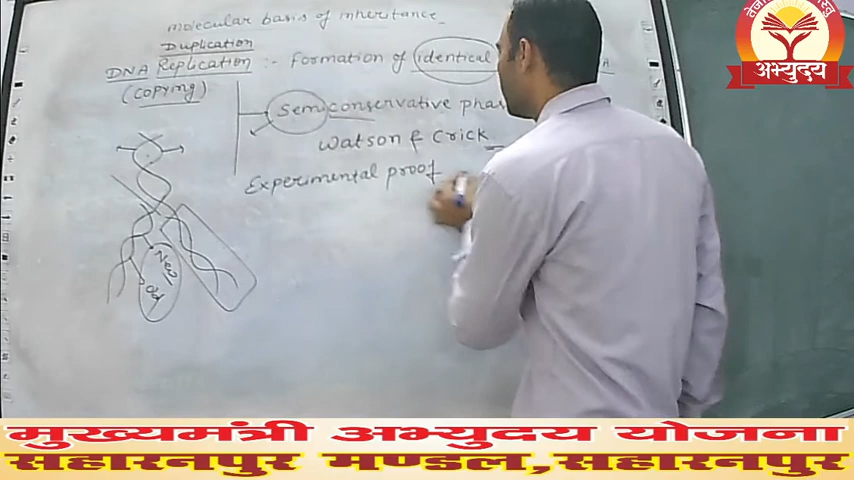 molecular basis of inheritance
Duplication
DNA Replication :- Formation of identical
(copying)
Semiconservative phas
Watson & Crick
Experimental proof
New
old
अभ्युदय
मुख्यमंत्री अभ्युदय योजना
सहारनपुर मण्डल,सहारनपुर